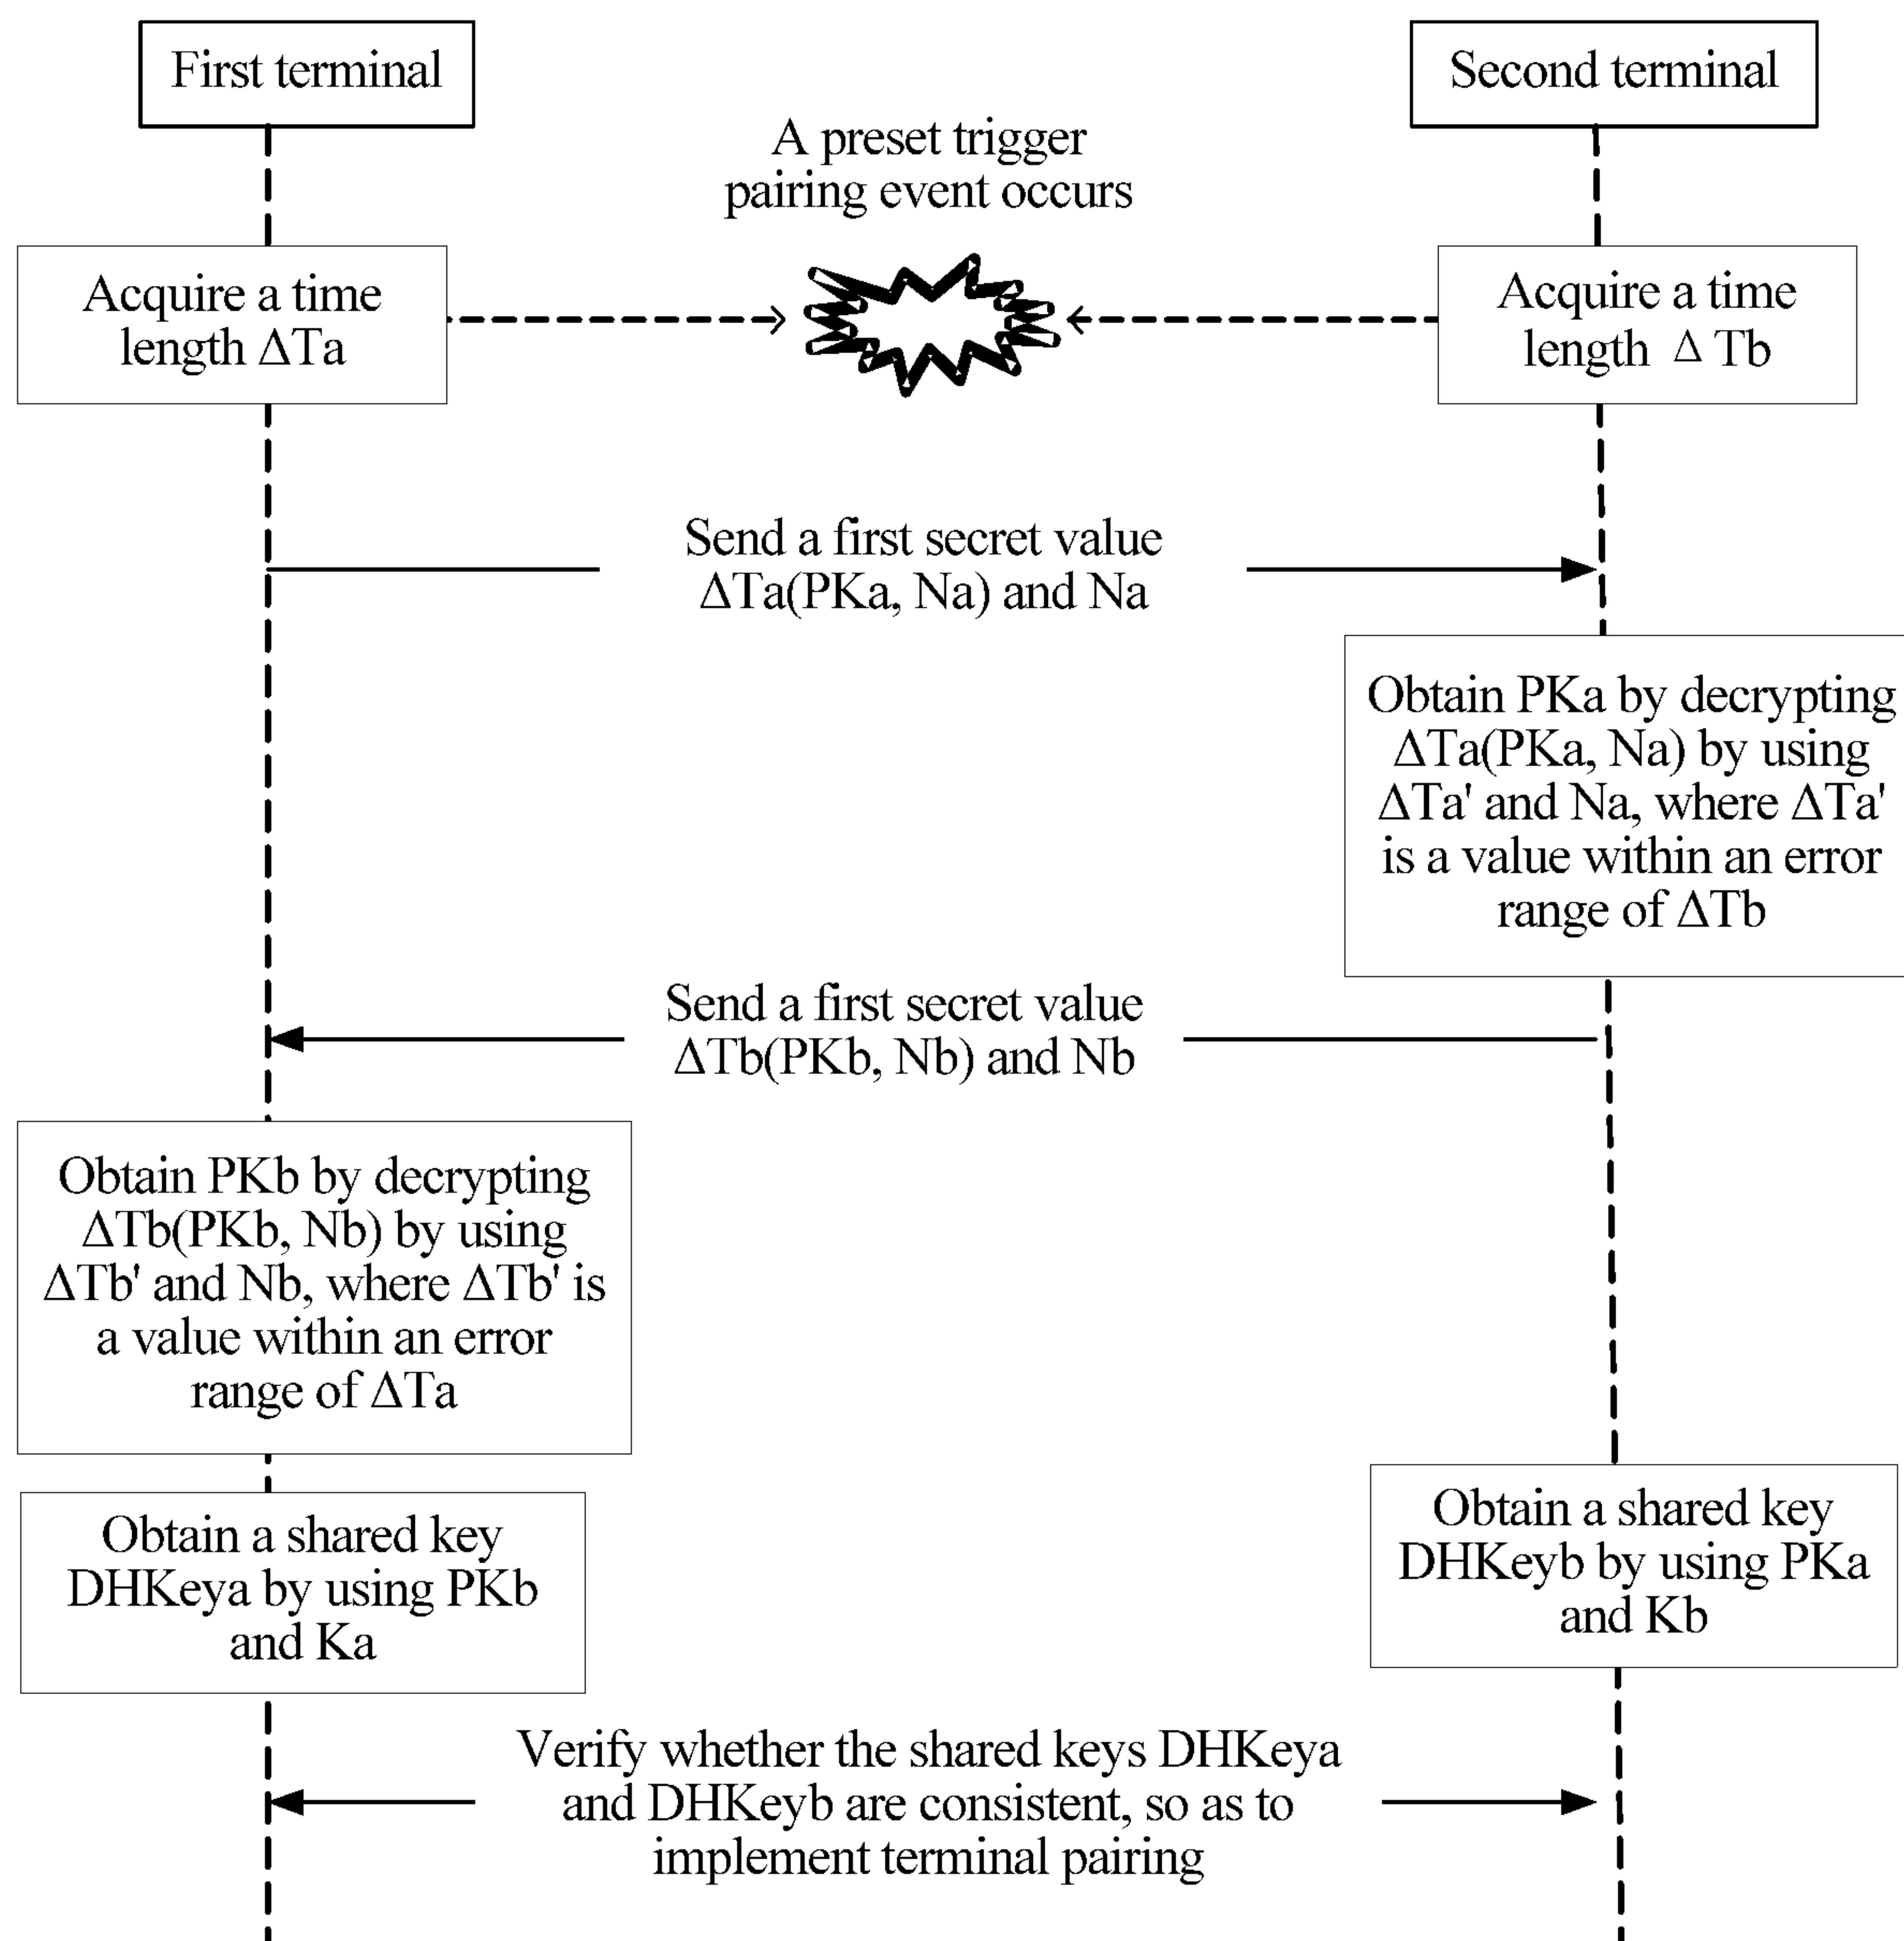 First terminal
Second terminal
A preset trigger
pairing event occurs
Acquire a time
length ΔTa
Acquire a time
length Δ Tb
Send a first secret value
ΔTa(PKa, Na) and Na
Obtain PKa by decrypting
ΔTa(PKa, Na) by using
ΔTa' and Na, where ΔTa'
is a value within an error
range of ΔTb
Send a first secret value
ΔTb(PKb, Nb) and Nb
Obtain PKb by decrypting
ΔTb(PKb, Nb) by using
ΔTb' and Nb, where ΔTb' is
a value within an error
range of ΔTa
Obtain a shared key
DHKeya by using PKb
and Ka
Obtain a shared key
DHKeyb by using PKa
and Kb
Verify whether the shared keys DHKeya
and DHKeyb are consistent, so as to
implement terminal pairing